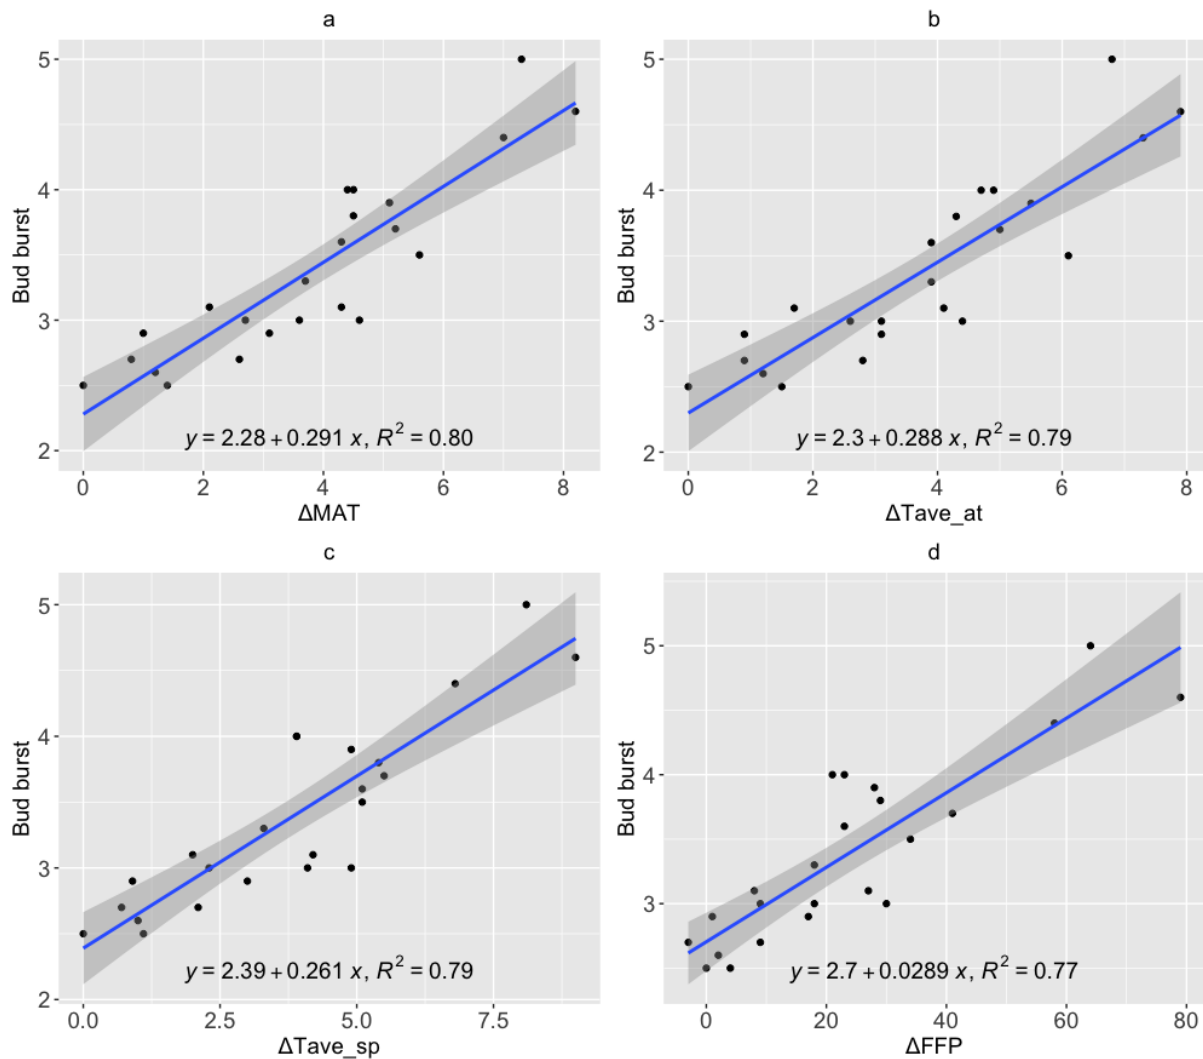 a
5
4
3
2
Bud burst
y = 2.28 + 0.291 x, R² = 0.80
0 2 4 6 8
ΔMAT
b
5
4
3
2
Bud burst
y = 2.3 + 0.288 x, R² = 0.79
0 2 4 6 8
ΔTave_at
c
5
4
3
2
Bud burst
y = 2.39 + 0.261 x, R² = 0.79
0.0 2.5 5.0 7.5
ΔTave_sp
d
5
4
3
Bud burst
y = 2.7 + 0.0289 x, R² = 0.77
0 20 40 60 80
ΔFFP